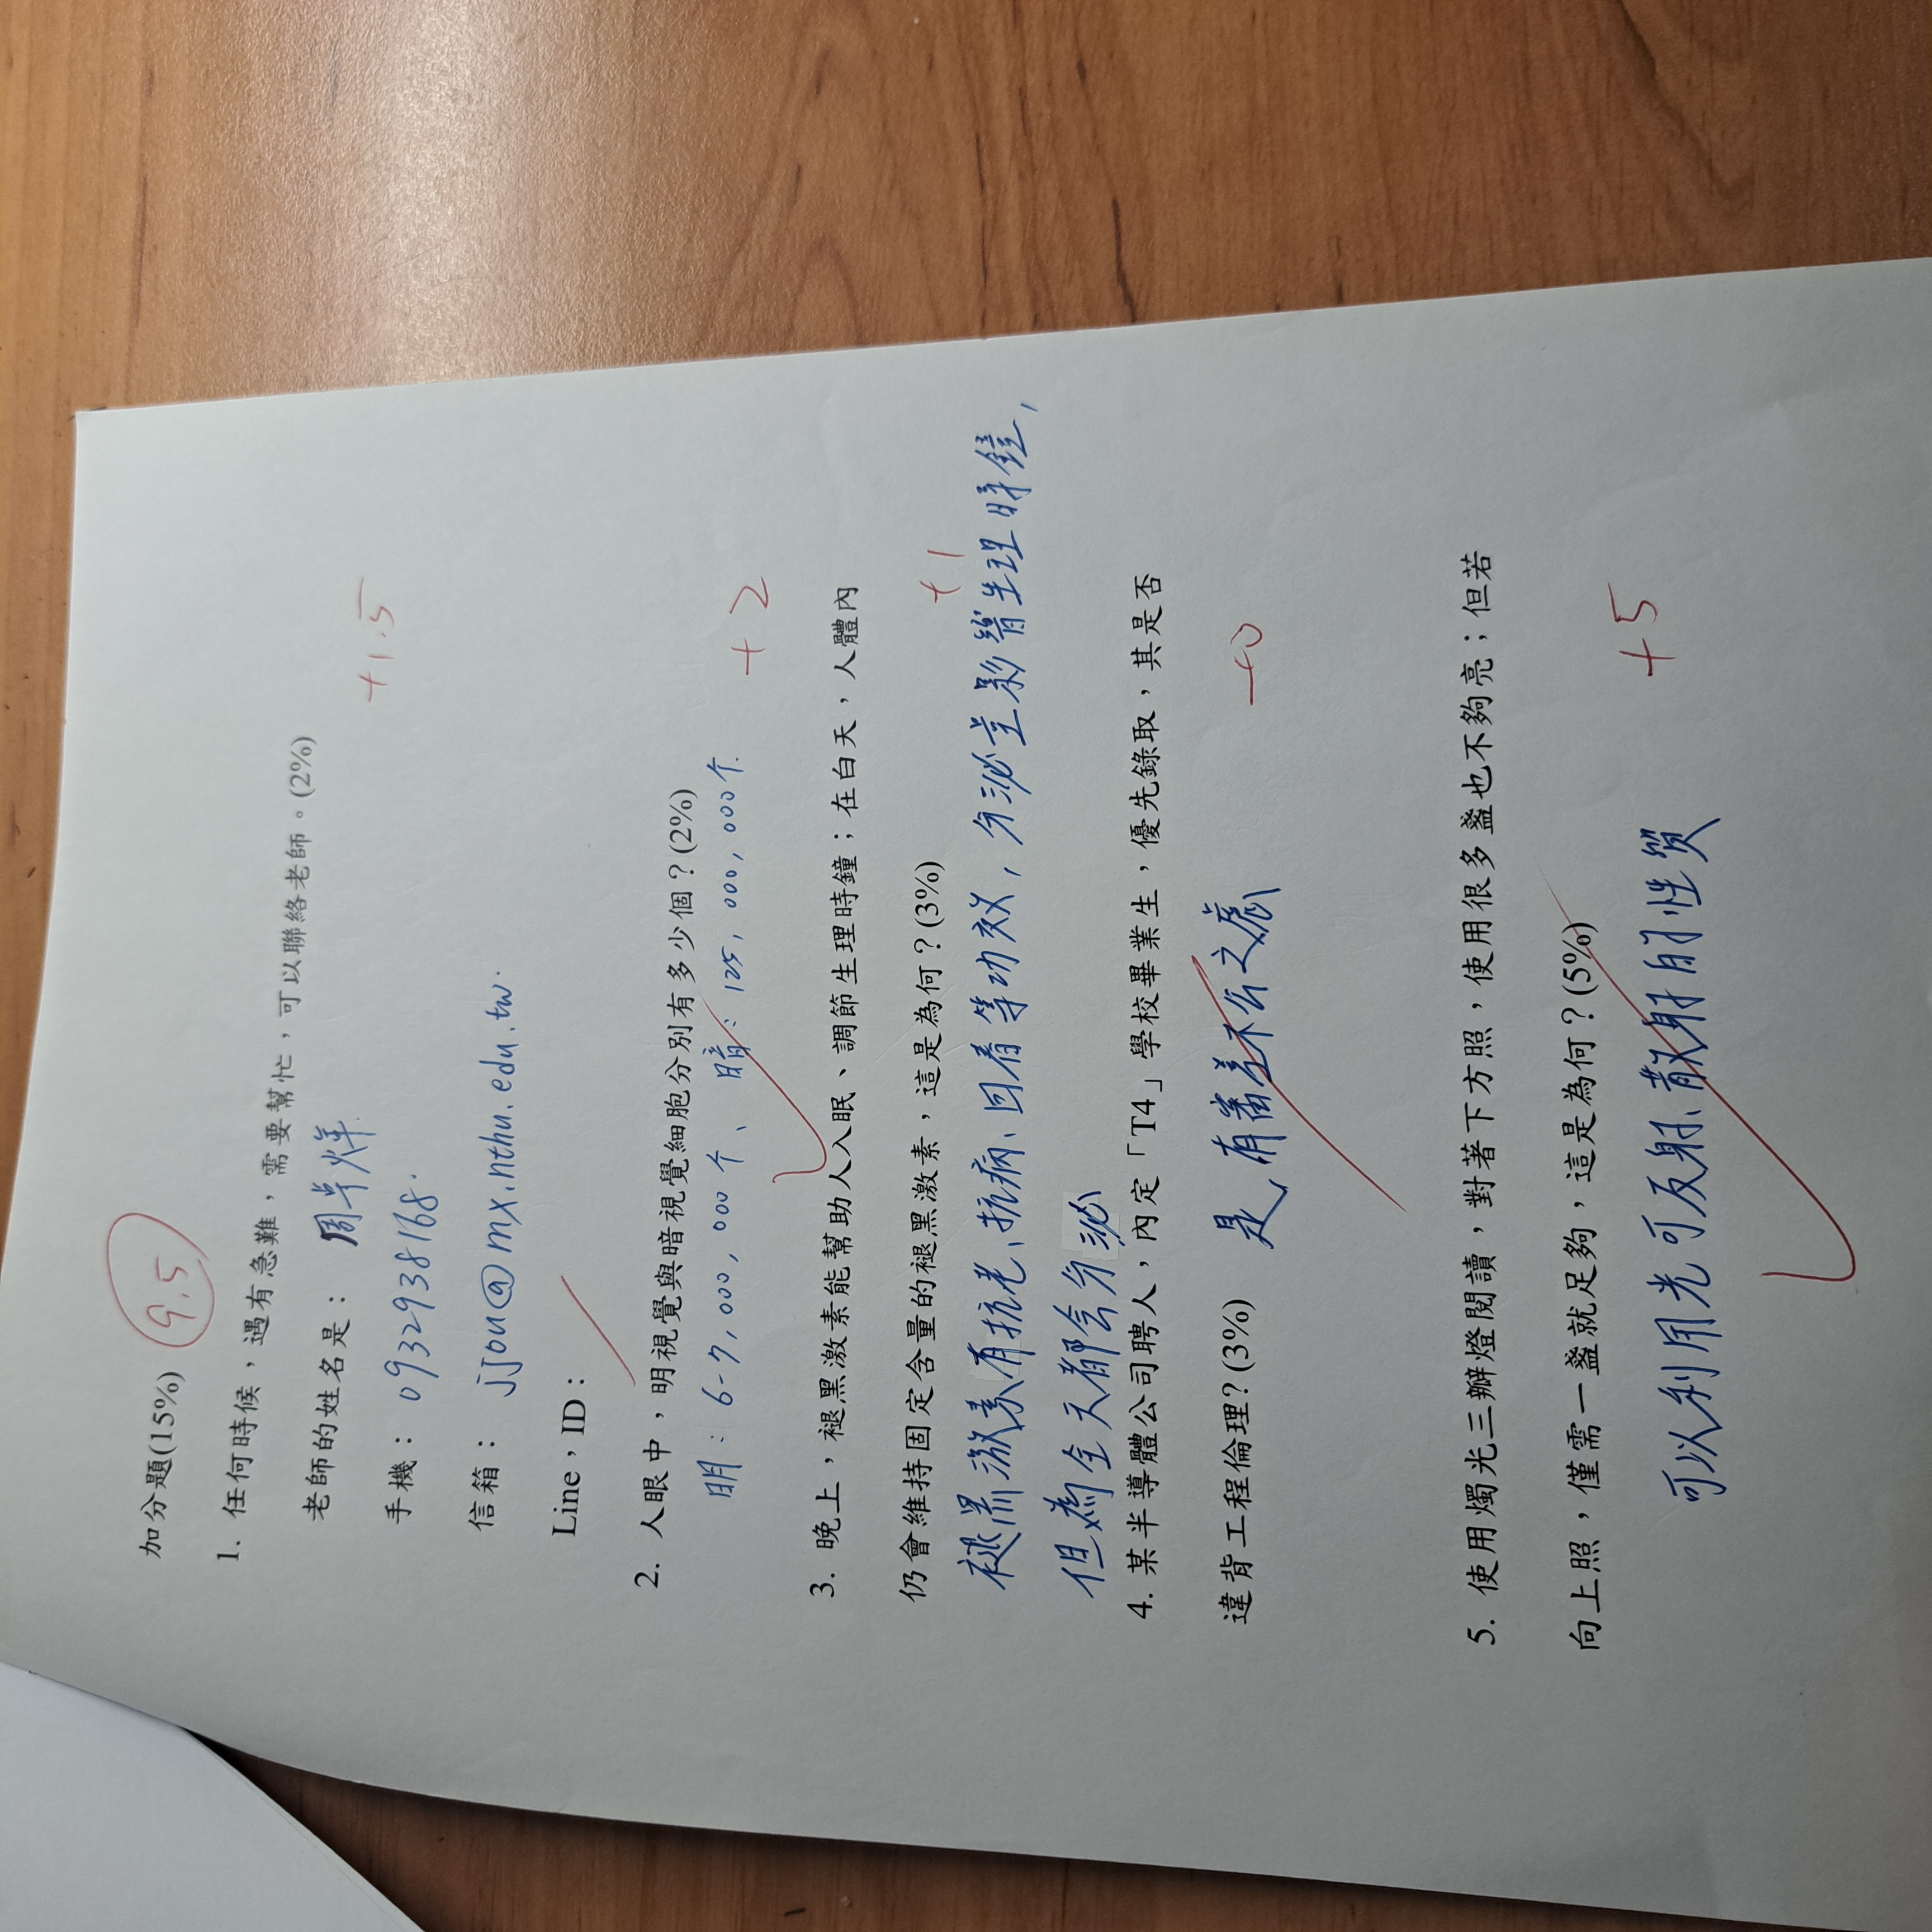 加分題(15%) 9.5
1. 任何時候，遇有急難，需要幫忙，可以聯絡老師。(2%)
老師的姓名是： 周卓煇
+1.5
手機： 0932938168.
信箱： jjou@mx.nthu.edu.tw.
Line，ID：
2. 人眼中，明視覺與暗視覺細胞分別有多少個？(2%)
明：6-7,000,000个、暗：125,000,000个.
+2
3. 晚上，褪黑激素能幫助人入眠、調節生理時鐘；在白天，人體內
仍會維持固定含量的褪黑激素，這是為何？(3%)
+1
褪黑激素有抗老、抗病、回春等功效，分泌量影響生理時鐘，
但為全天都会分泌
4. 某半導體公司聘人，內定「T4」學校畢業生，優先錄取，其是否
違背工程倫理?(3%) 是，有審差不公之處
+0
5. 使用燭光三瓣燈閱讀，對著下方照，使用很多盞也不夠亮；但若
向上照，僅需一盞就足夠，這是為何？(5%)
+5
可以利用光可反射、散射的性質